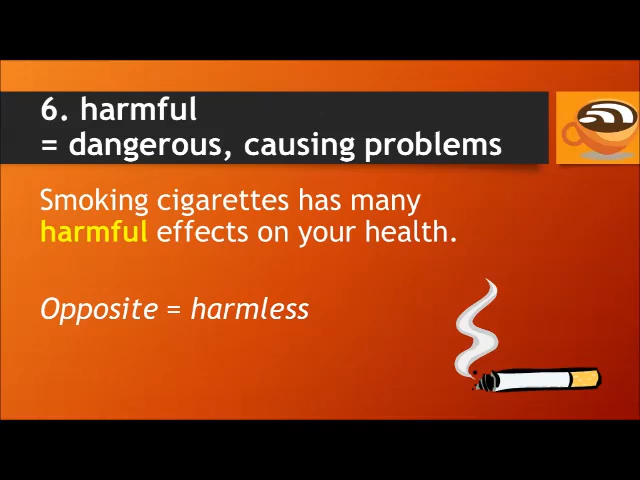 6. harmful
= dangerous, causing problems
Smoking cigarettes has many
harmful effects on your health.
Opposite = harmless